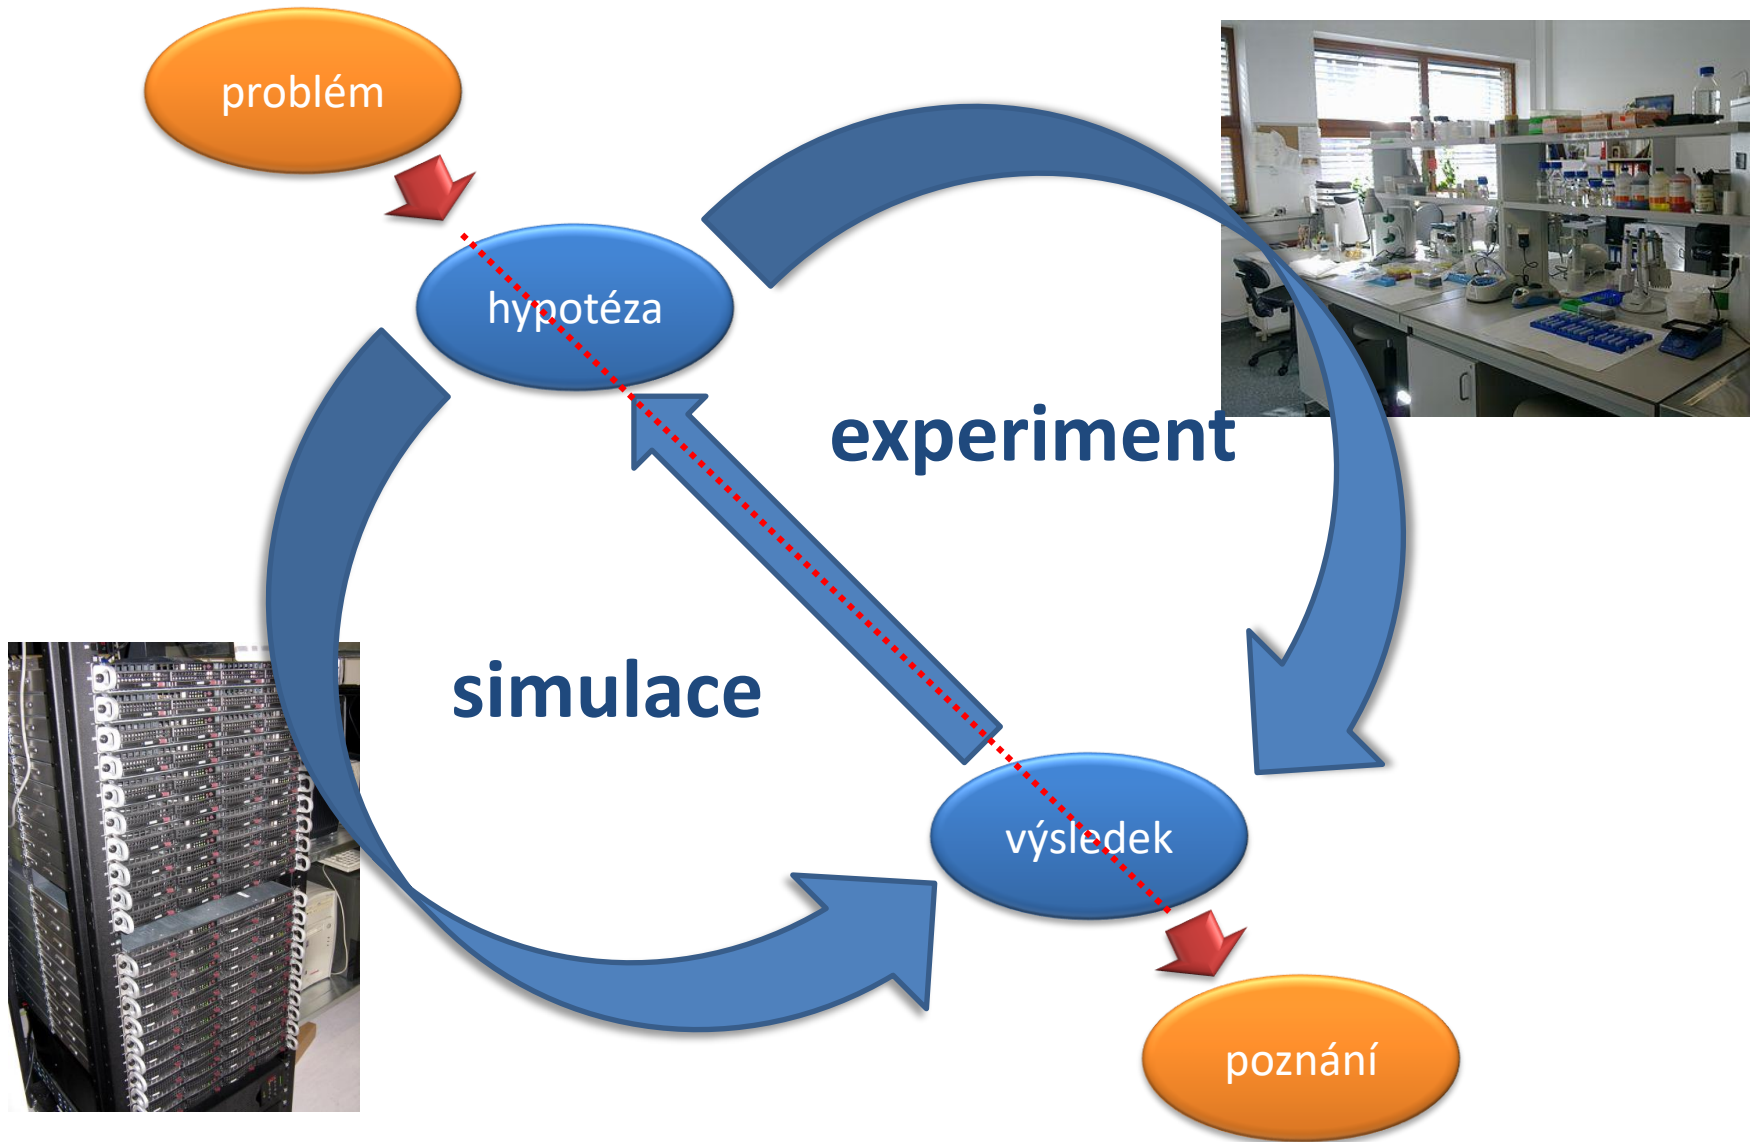 problém
hypotéza
experiment
simulace
výsledek
poznání